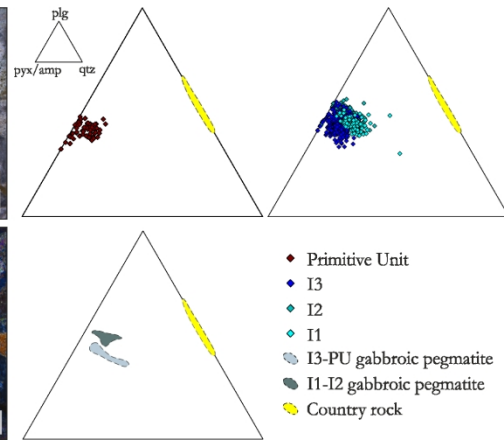 plg
pyx/amp
qtz
Primitive Unit
I3
I2
I1
I3-PU gabbroic pegmatite
I1-I2 gabbroic pegmatite
Country rock